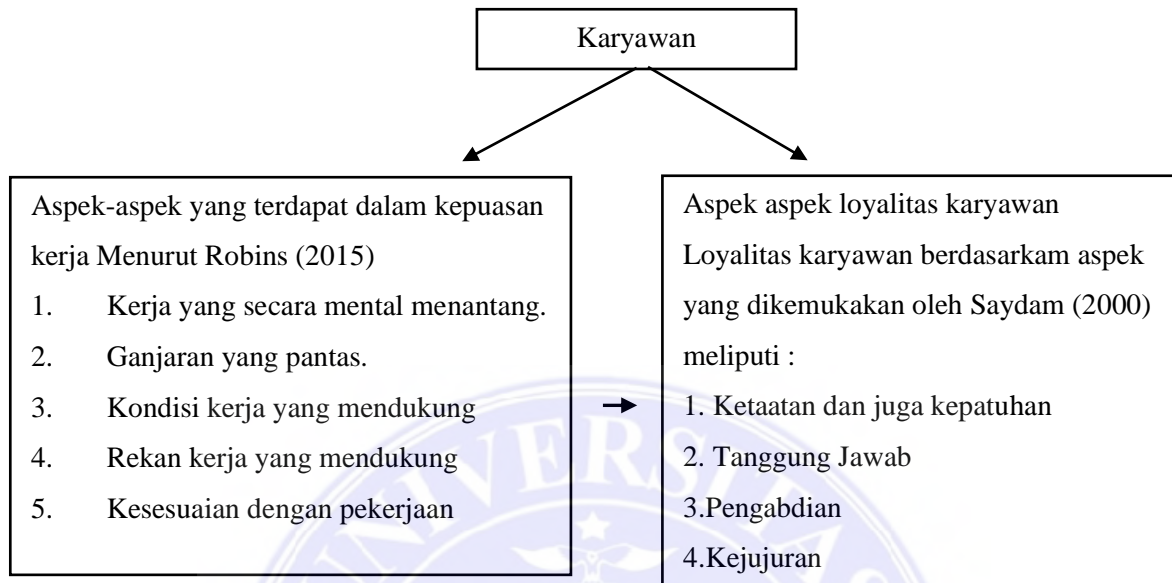 Karyawan
Aspek-aspek yang terdapat dalam kepuasan
kerja Menurut Robins (2015)
1. Kerja yang secara mental menantang.
2. Ganjaran yang pantas.
3. Kondisi kerja yang mendukung
4. Rekan kerja yang mendukung
5. Kesesuaian dengan pekerjaan
Aspek aspek loyalitas karyawan
Loyalitas karyawan berdasarkam aspek
yang dikemukakan oleh Saydam (2000)
meliputi :
1. Ketaatan dan juga kepatuhan
2. Tanggung Jawab
3.Pengabdian
4.Kejujuran
UNIVERSITAS